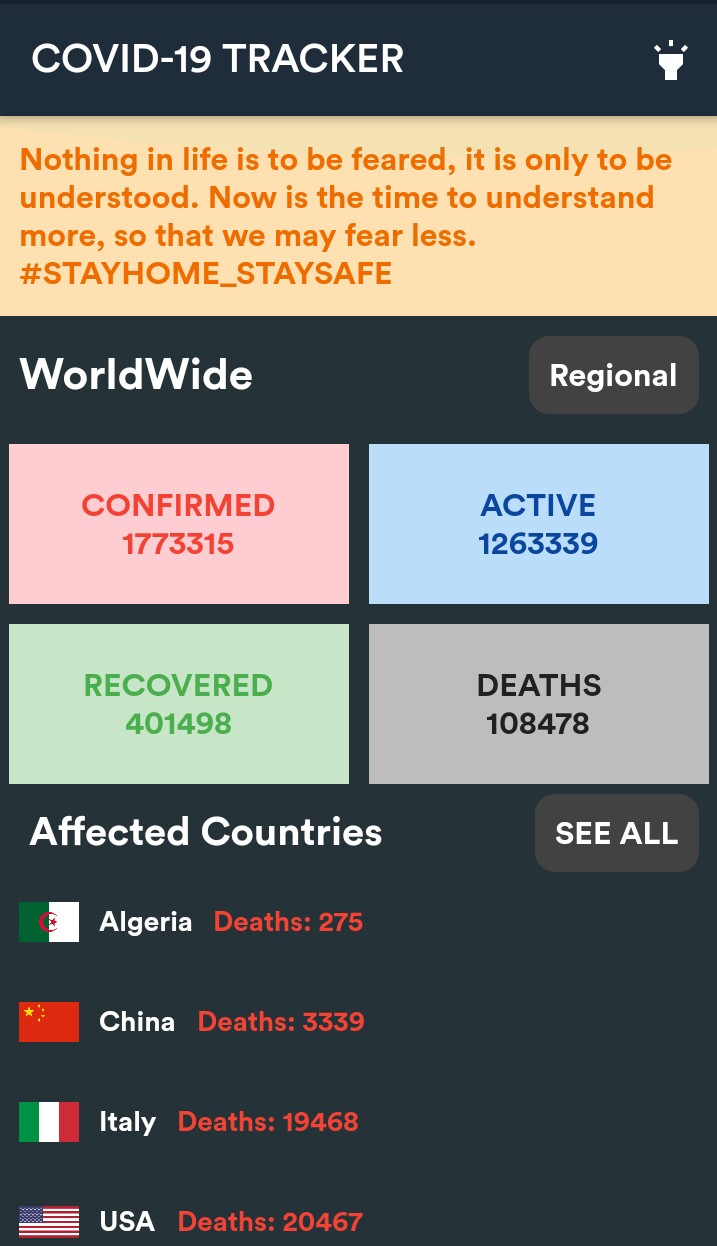 COVID-19 TRACKER
Nothing in life is to be feared, it is only to be
understood. Now is the time to understand
more, so that we may fear less.
#STAYHOME_STAYSAFE
WorldWide
Regional
CONFIRMED
1773315
ACTIVE
1263339
RECOVERED
401498
DEATHS
108478
Affected Countries
SEE ALL
Algeria Deaths: 275
China Deaths: 3339
Italy Deaths: 19468
USA Deaths: 20467